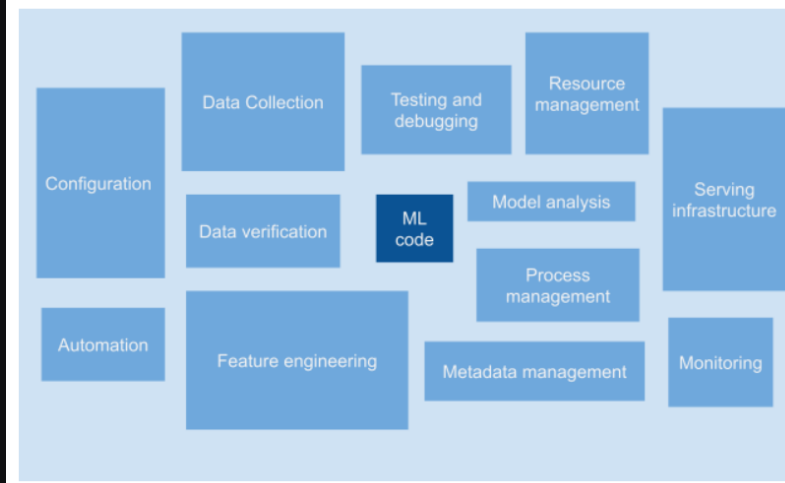 Data Collection
Testing and
debugging
Resource
management
Configuration
Serving
infrastructure
Data verification
ML
code
Model analysis
Process
management
Automation
Feature engineering
Metadata management
Monitoring